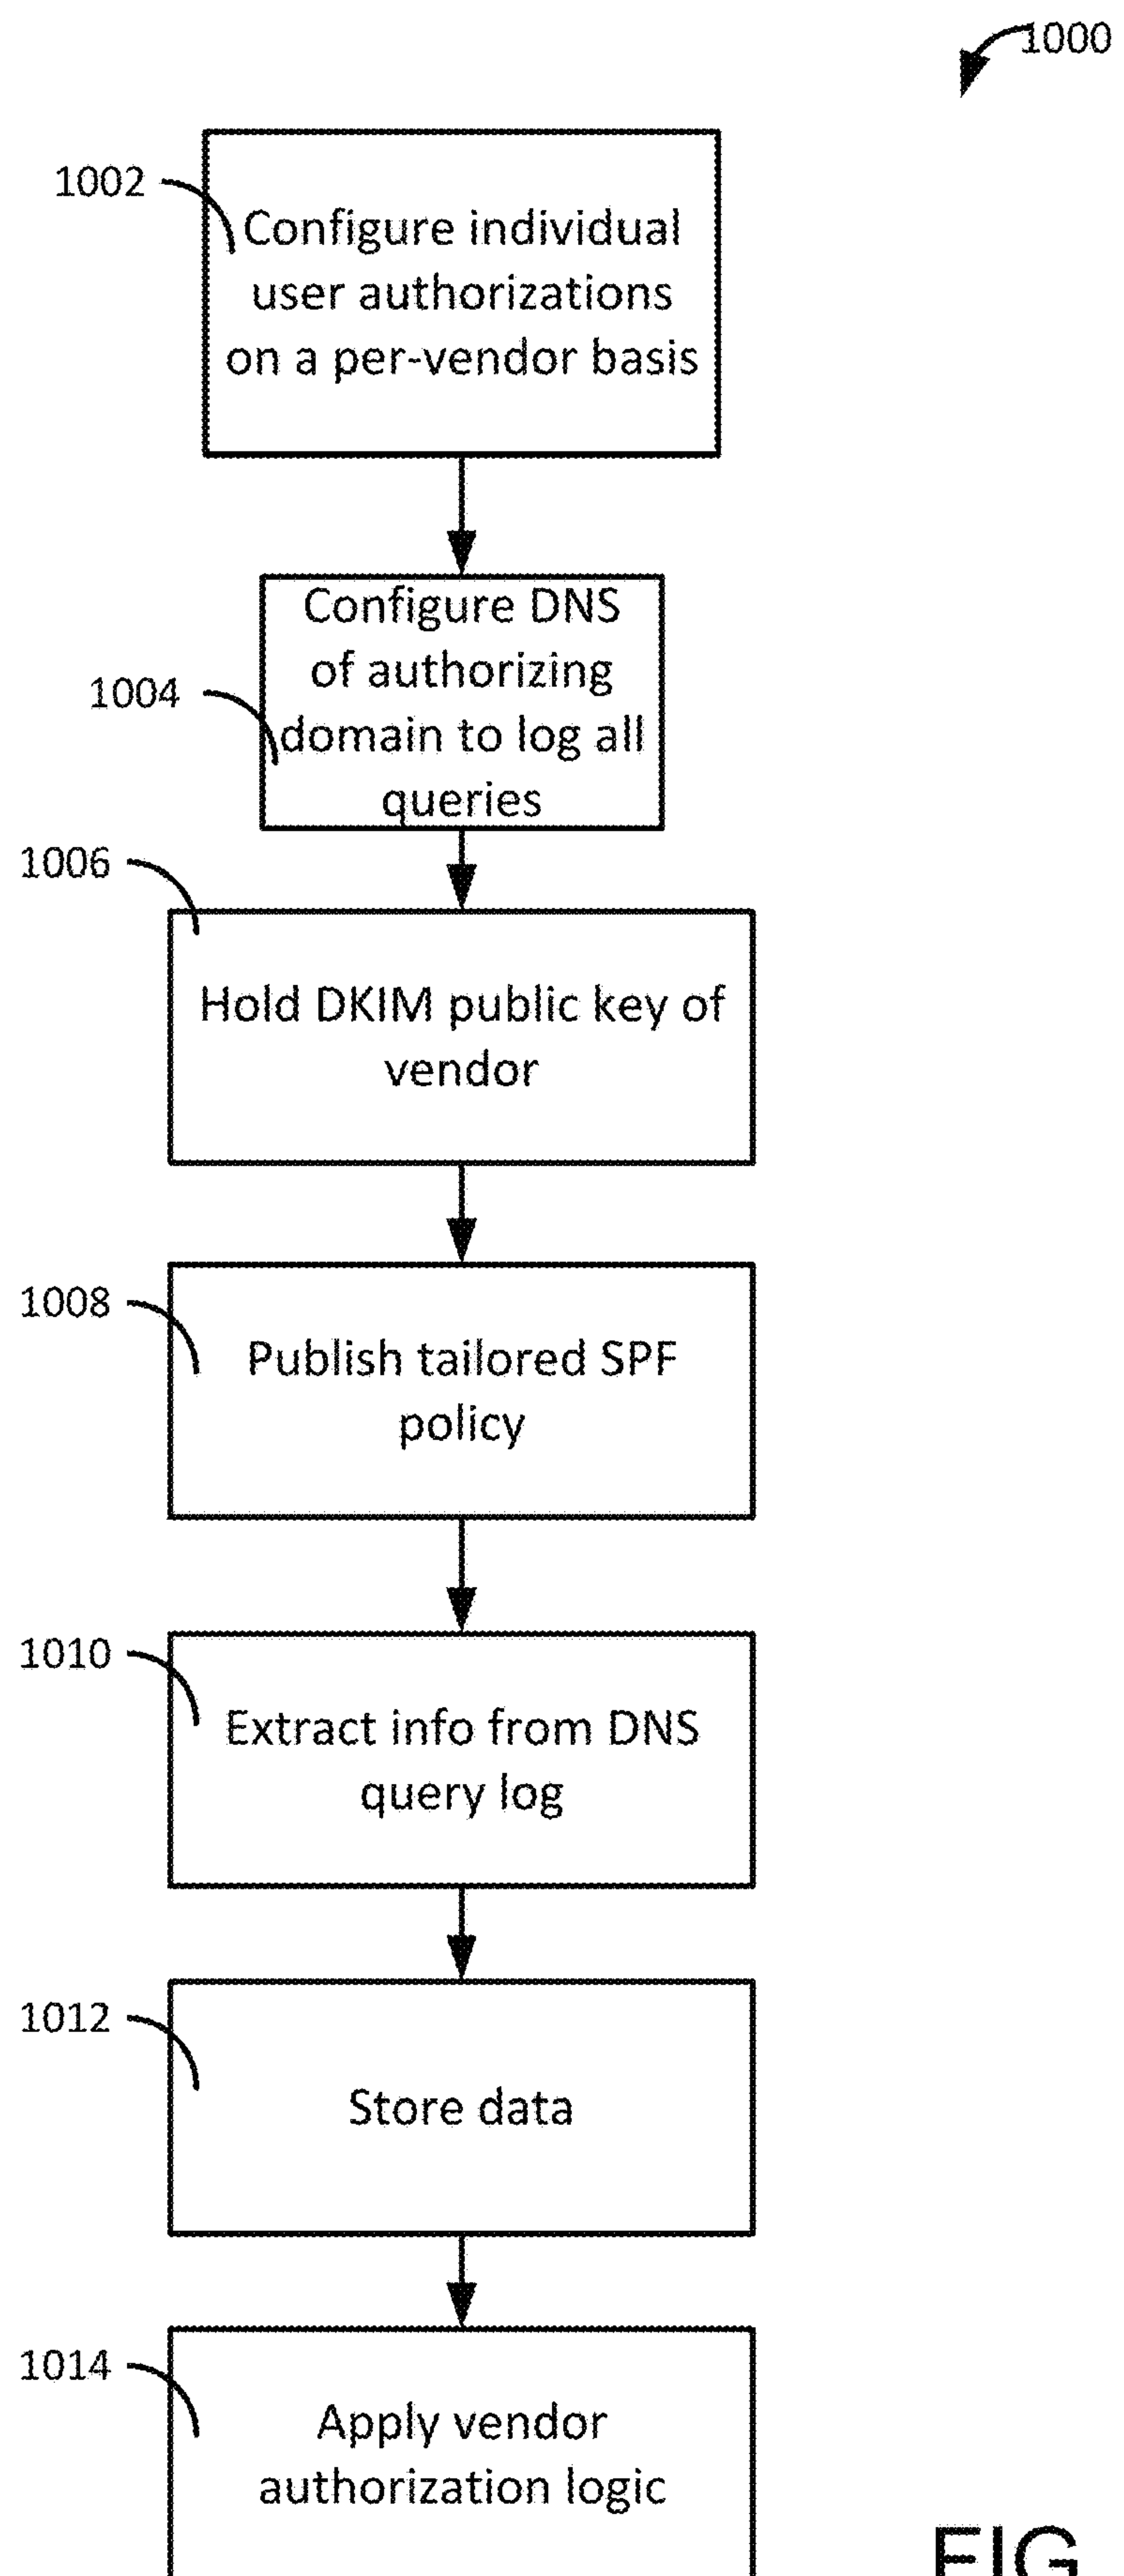 1000
1002
Configure individual
user authorizations
on a per-vendor basis
1004
Configure DNS
of authorizing
domain to log all
queries
1006
Hold DKIM public key of
vendor
1008
Publish tailored SPF
policy
1010
Extract info from DNS
query log
1012
Store data
1014
Apply vendor
authorization logic
FIG